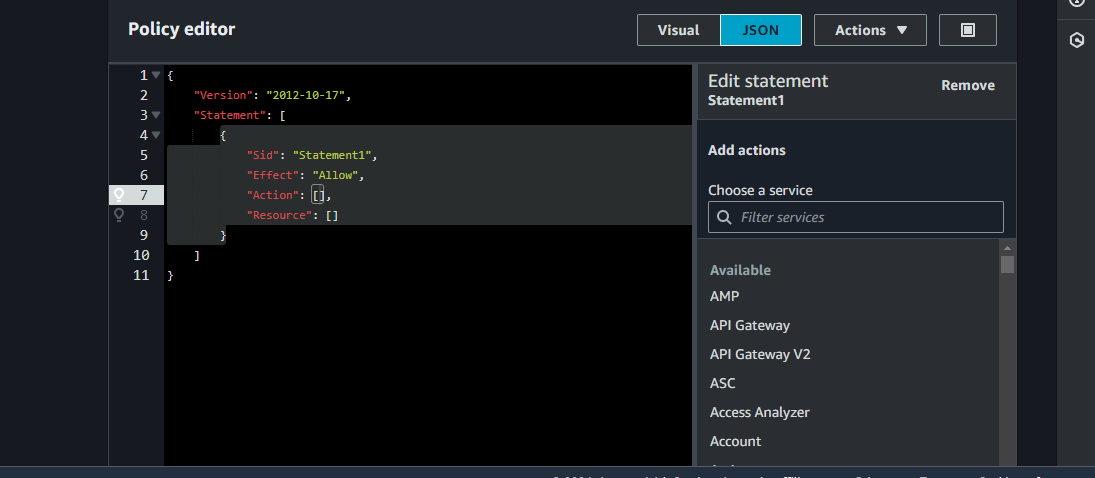 Policy editor
Visual
JSON
Actions
1 {
2 "Version": "2012-10-17",
3 "Statement": [
4 {
5 "Sid": "Statement1",
6 "Effect": "Allow",
7 "Action": [],
8 "Resource": []
9 }
10 ]
11 }
Edit statement
Remove
Statement1
Add actions
Choose a service
Filter services
Available
AMP
API Gateway
API Gateway V2
ASC
Access Analyzer
Account